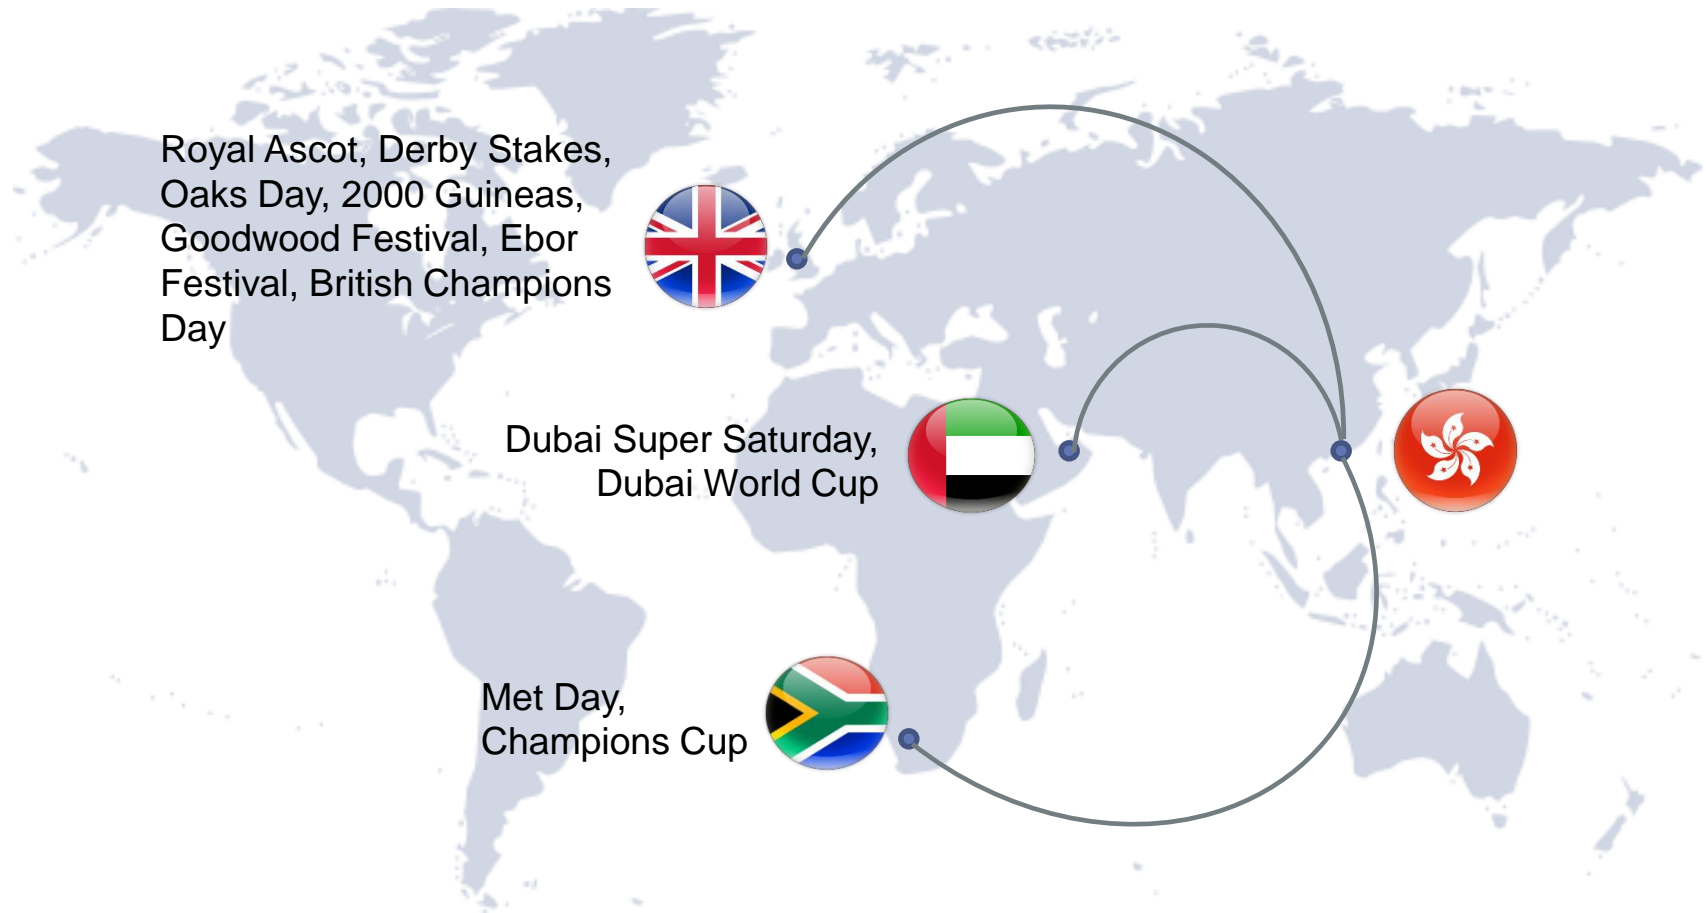 Royal Ascot, Derby Stakes,
Oaks Day, 2000 Guineas,
Goodwood Festival, Ebor
Festival, British Champions
Day
Dubai Super Saturday,
Dubai World Cup
Met Day,
Champions Cup